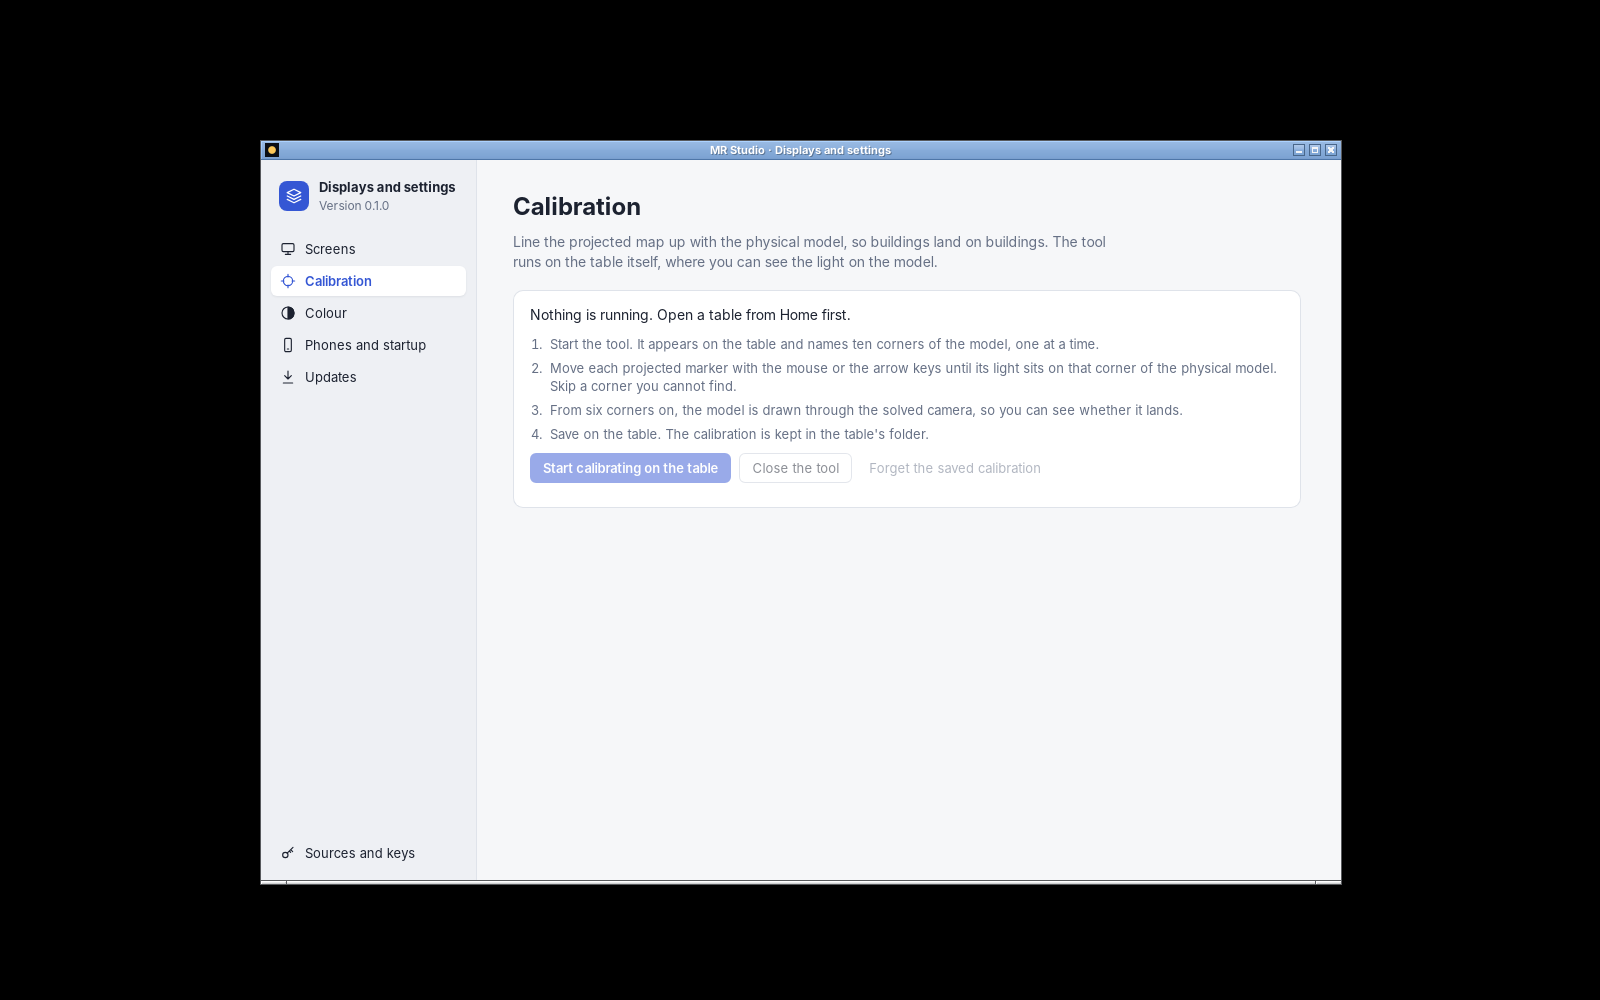 MR Studio · Displays and settings
Displays and settings
Version 0.1.0
Screens
Calibration
Colour
Phones and startup
Updates
Sources and keys
Calibration
Line the projected map up with the physical model, so buildings land on buildings. The tool
runs on the table itself, where you can see the light on the model.
Nothing is running. Open a table from Home first.
1. Start the tool. It appears on the table and names ten corners of the model, one at a time.
2. Move each projected marker with the mouse or the arrow keys until its light sits on that corner of the physical model.
Skip a corner you cannot find.
3. From six corners on, the model is drawn through the solved camera, so you can see whether it lands.
4. Save on the table. The calibration is kept in the table's folder.
Start calibrating on the table
Close the tool
Forget the saved calibration